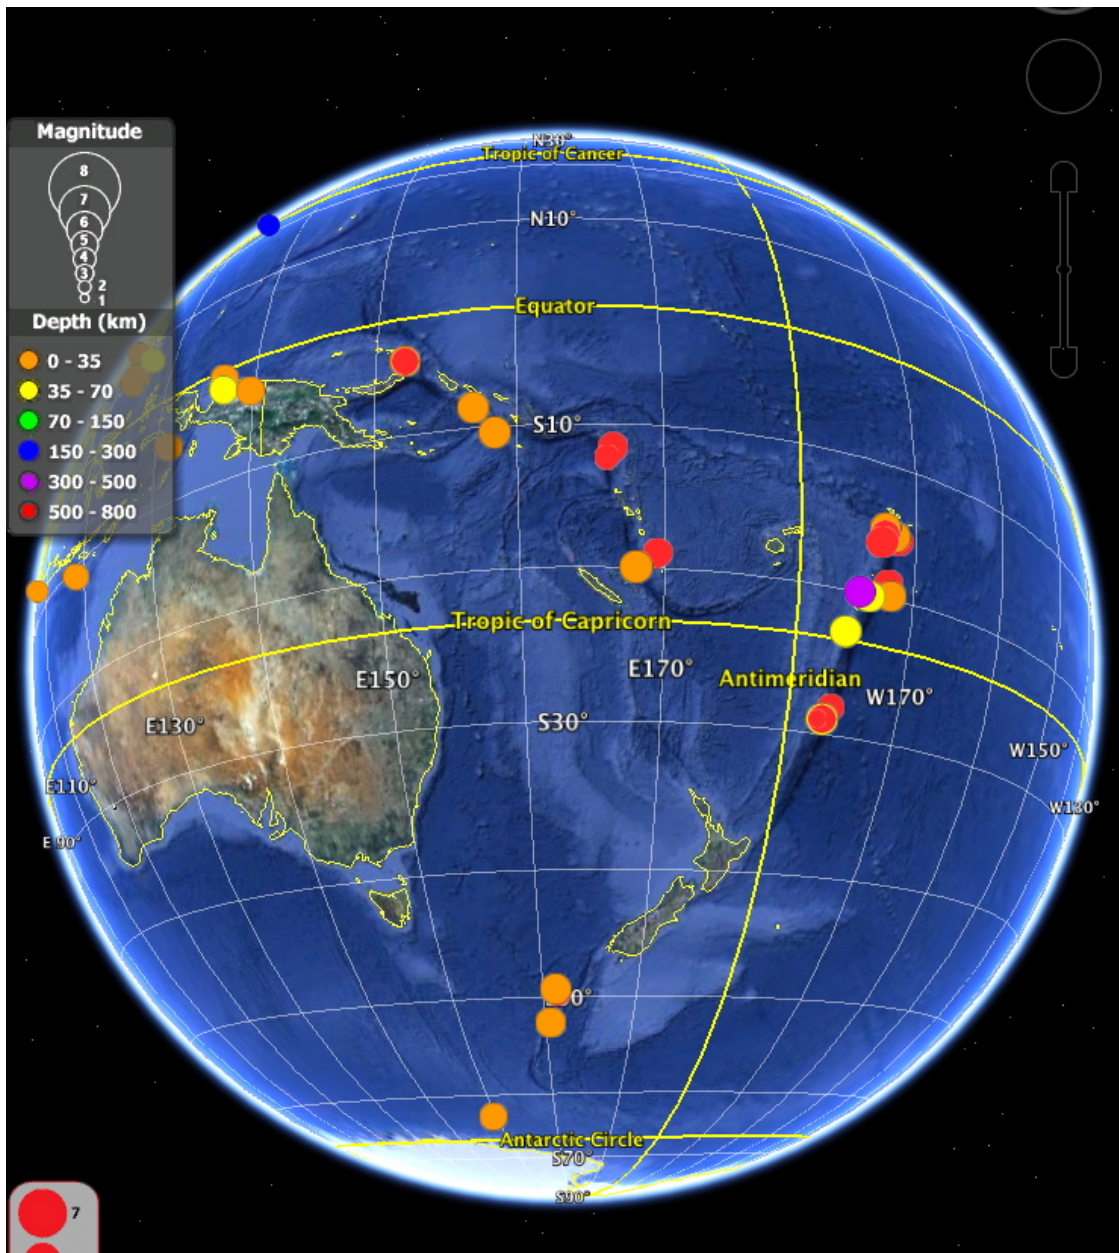 Magnitude
8
7
6
5
4
3
2
1
Depth (km)
0 - 35
35 - 70
70 - 150
150 - 300
300 - 500
500 - 800
N30°
Tropic of Cancer
N10°
Equator
S10°
Tropic of Capricorn
E150°
E170°
Antimeridian
W170°
E130°
S30°
W150°
E110°
W130°
E 90°
0°
Antarctic Circle
S70°
S90°
7